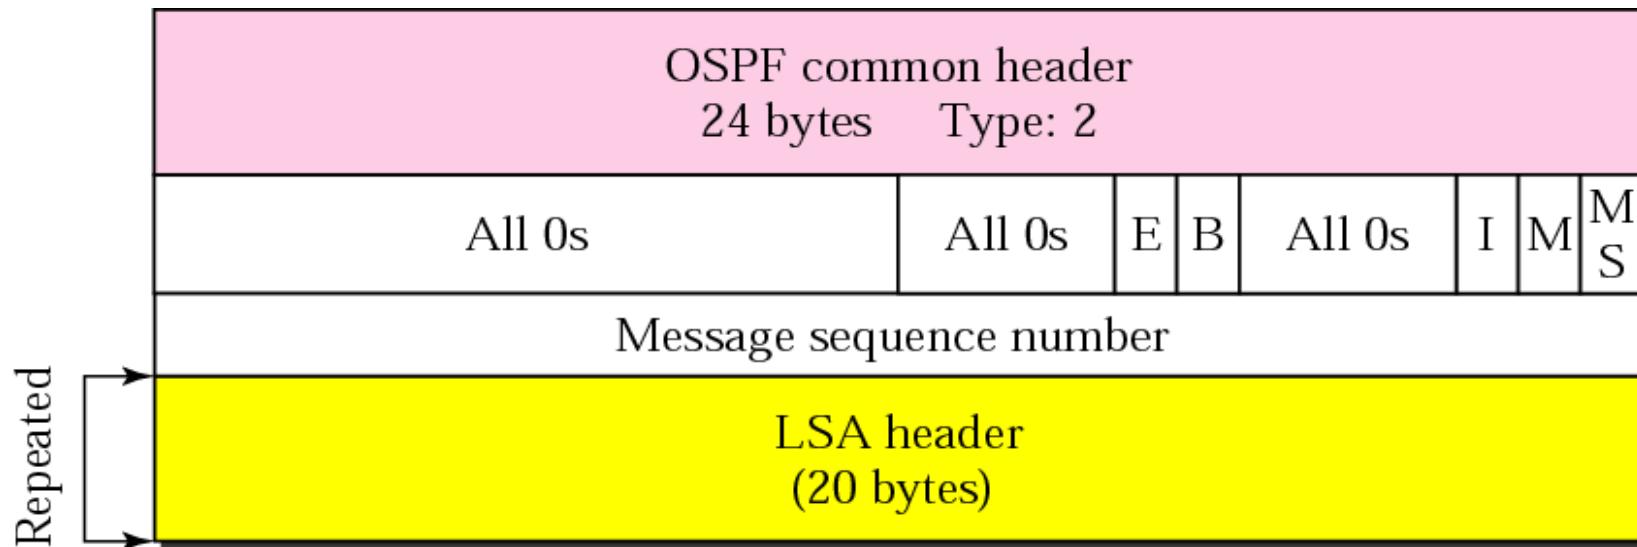 OSPF common header
24 bytes Type: 2
All 0s All 0s E B All 0s I M M
S
Message sequence number
Repeated
LSA header
(20 bytes)